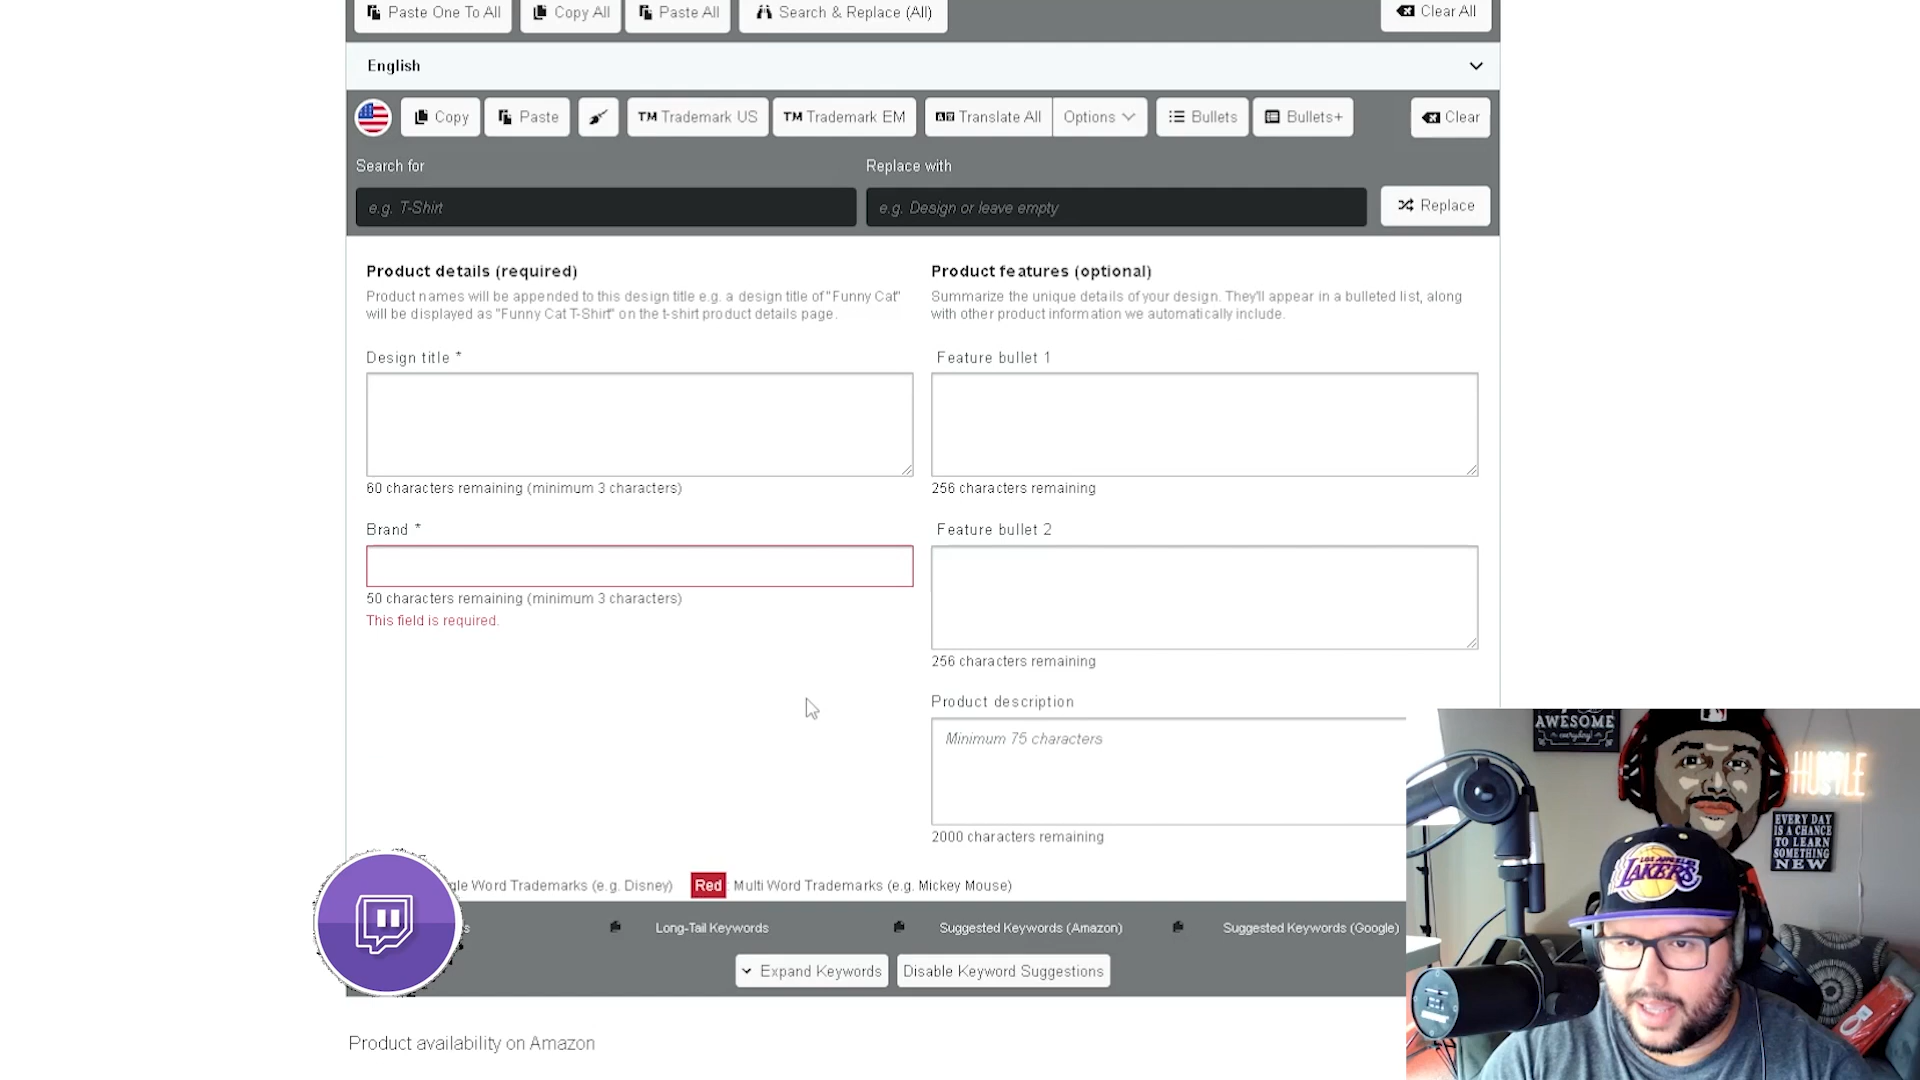 Paste One To All Copy All Paste All Search & Replace (All) Clear All
English
Copy Paste TM Trademark US TM Trademark EM Translate All Options Bullets Bullets+ Clear
Search for Replace with
e.g. T-Shirt e.g. Design or leave empty Replace
Product details (required)
Product names will be appended to this design title e.g. a design title of "Funny Cat"
will be displayed as "Funny Cat T-Shirt" on the t-shirt product details page.
Design title *
60 characters remaining (minimum 3 characters)
Brand *
50 characters remaining (minimum 3 characters)
This field is required.
Product features (optional)
Summarize the unique details of your design. They'll appear in a bulleted list, along
with other product information we automatically include.
Feature bullet 1
256 characters remaining
Feature bullet 2
256 characters remaining
Product description
Minimum 75 characters
2000 characters remaining
gle Word Trademarks (e.g. Disney) Red Multi Word Trademarks (e.g. Mickey Mouse)
s Long-Tail Keywords Suggested Keywords (Amazon) Suggested Keywords (Google)
Expand Keywords Disable Keyword Suggestions
Product availability on Amazon
AWESOME
everyday!
HUSTLE
EVERY DAY
IS A CHANCE
TO LEARN
SOMETHING
NEW
LOS ANGELES
LAKERS